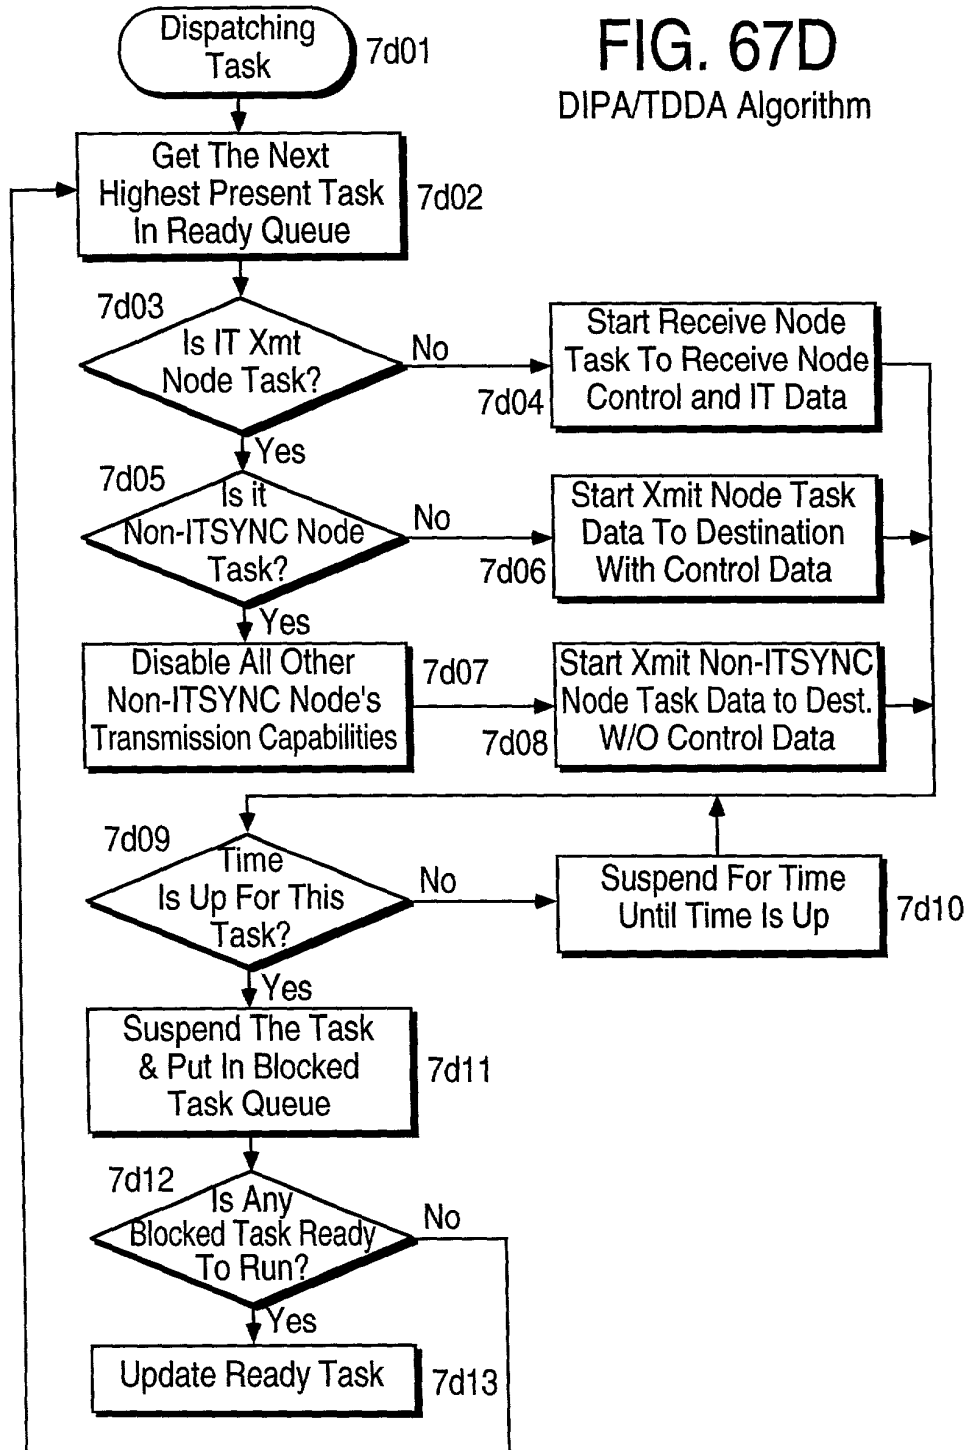 Dispatching
Task
7d01
FIG. 67D
DIPA/TDDA Algorithm
Get The Next
Highest Present Task
In Ready Queue
7d02
7d03
Is IT Xmt
Node Task?
No
Yes
Start Receive Node
Task To Receive Node
Control and IT Data
7d04
7d05
Is it
Non-ITSYNC Node
Task?
No
Yes
Start Xmit Node Task
Data To Destination
With Control Data
7d06
Disable All Other
Non-ITSYNC Node's
Transmission Capabilities
7d07
Start Xmit Non-ITSYNC
Node Task Data to Dest.
W/O Control Data
7d08
7d09
Time
Is Up For This
Task?
No
Yes
Suspend For Time
Until Time Is Up
7d10
Suspend The Task
& Put In Blocked
Task Queue
7d11
7d12
Is Any
Blocked Task Ready
To Run?
No
Yes
Update Ready Task
7d13